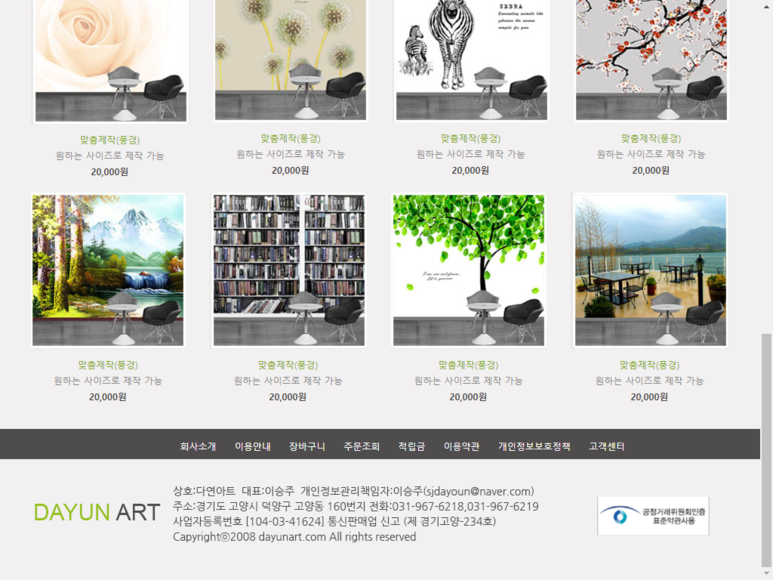 ZEBRA
맞춤제작(풍경)
원하는 사이즈로 제작 가능
20,000원
맞춤제작(풍경)
원하는 사이즈로 제작 가능
20,000원
맞춤제작(풍경)
원하는 사이즈로 제작 가능
20,000원
맞춤제작(풍경)
원하는 사이즈로 제작 가능
20,000원
맞춤제작(풍경)
원하는 사이즈로 제작 가능
20,000원
맞춤제작(풍경)
원하는 사이즈로 제작 가능
20,000원
맞춤제작(풍경)
원하는 사이즈로 제작 가능
20,000원
맞춤제작(풍경)
원하는 사이즈로 제작 가능
20,000원
회사소개 이용안내 장바구니 주문조회 적립금 이용약관 개인정보보호정책 고객센터
DAYUN ART
상호:다연아트 대표:이승주 개인정보관리책임자:이승주(sjdayoun@naver.com)
주소:경기도 고양시 덕양구 고양동 160번지 전화:031-967-6218,031-967-6219
사업자등록번호 [104-03-41624] 통신판매업 신고 (제 경기고양-234호)
Capyrightⓒ2008 dayunart.com All rights reserved
공정거래위원회인증
표준약관사용